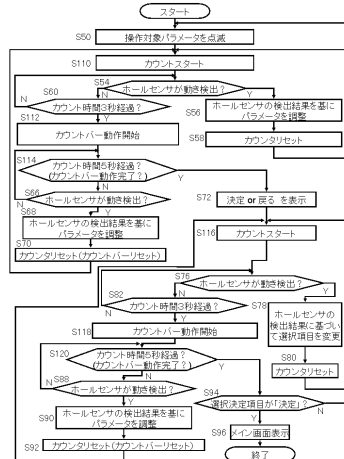 スタート
S50
操作対象パラメータを点滅
S110
カウントスタート
S54
ホールセンサが動き検出?
N
Y
S60
カウント時間3秒経過?
N
Y
S56
ホールセンサの検出結果を基に
パラメータを調整
S112
カウントバー動作開始
S58
カウンタリセット
S114
カウント時間5秒経過?
(カウントバー動作完了?)
N
Y
S66
ホールセンサが動き検出?
N
Y
S72
決定 or 戻る を表示
S68
ホールセンサの検出結果を基に
パラメータを調整
S70
カウンタリセット(カウントバーリセット)
S116
カウントスタート
S76
ホールセンサが動き検出?
N
Y
S82
カウント時間3秒経過?
N
Y
S78
ホールセンサの
検出結果に基づい
て選択項目を変更
S118
カウントバー動作開始
S80
カウンタリセット
S120
カウント時間5秒経過?
(カウントバー動作完了?)
N
Y
S88
ホールセンサが動き検出?
N
Y
S94
選択決定項目が「決定」?
N
Y
S90
ホールセンサの検出結果を基に
パラメータを調整
S96
メイン画面表示
S92
カウンタリセット(カウントバーリセット)
終了